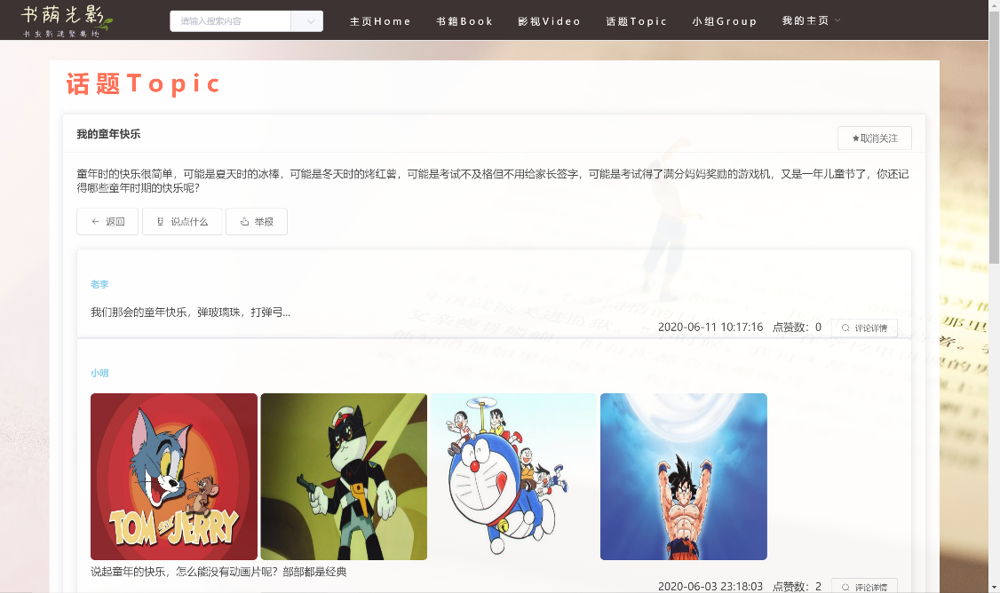 书荫光影
书虫影迷聚集地
请输入搜索内容
主页Home
书籍Book
影视Video
话题Topic
小组Group
我的主页
话题Topic
我的童年快乐
★取消关注
童年时的快乐很简单，可能是夏天时的冰棒，可能是冬天时的烤红薯，可能是考试不及格但不用给家长签字，可能是考试得了满分妈妈奖励的游戏机，又是一年儿童节了，你还记
得哪些童年时期的快乐呢?
返回
说点什么
举报
老李
我们那会的童年快乐，弹玻璃珠，打弹弓...
2020-06-11 10:17:16 点赞数：0 评论详情
小明
TOM and JERRY
说起童年的快乐，怎么能没有动画片呢？部部都是经典
2020-06-03 23:18:03 点赞数：2 评论详情